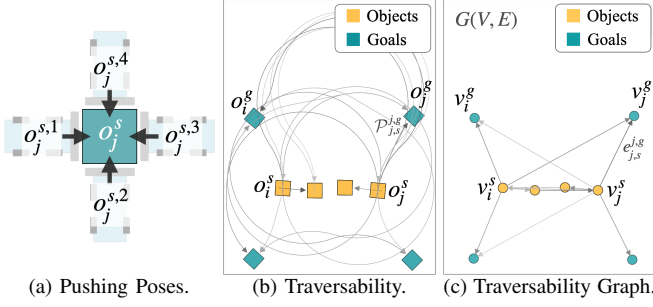 o_j^{s,4}
o_j^{s,1} o_j^s o_j^{s,3}
o_j^{s,2}
(a) Pushing Poses.
Objects
Goals
o_i^g o_j^g
P_{j,s}^{j,g}
o_i^s o_j^s
(b) Traversability.
G(V, E)
Objects
Goals
v_i^g v_j^g
e_{j,s}^{j,g}
v_i^s v_j^s
(c) Traversability Graph.